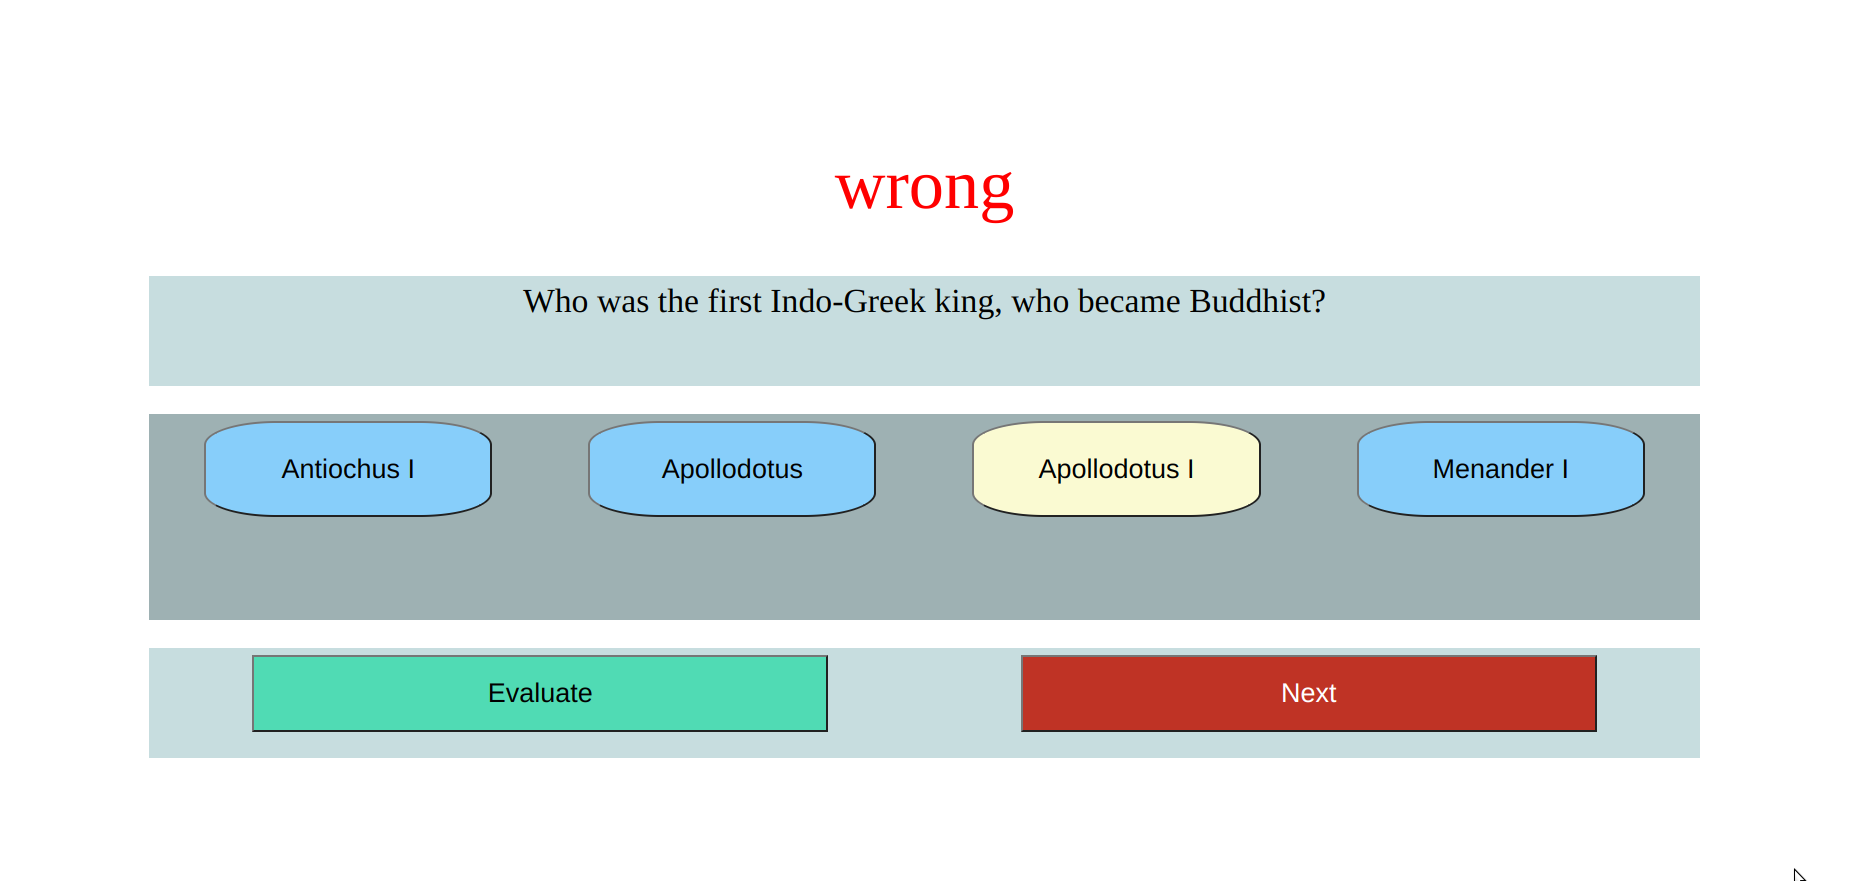 wrong
Who was the first Indo-Greek king, who became Buddhist?
Antiochus I
Apollodotus
Apollodotus I
Menander I
Evaluate
Next